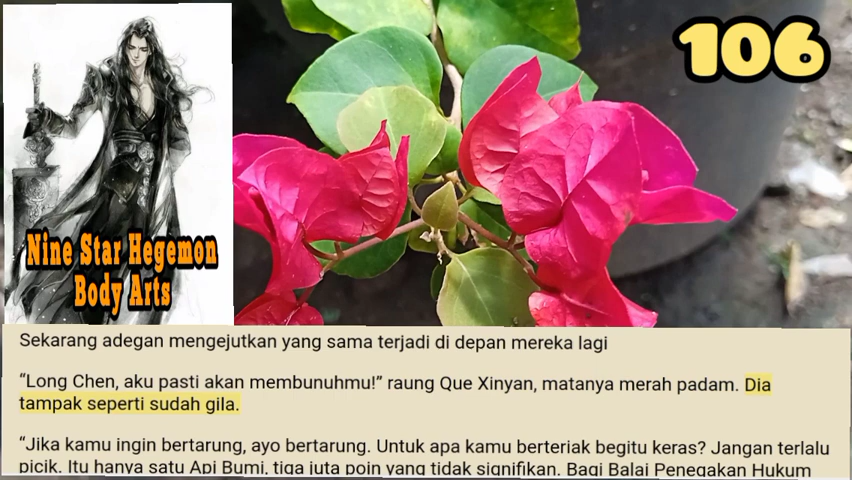 106
Nine Star Hegemon
Body Arts
Sekarang adegan mengejutkan yang sama terjadi di depan mereka lagi
“Long Chen, aku pasti akan membunuhmu!” raung Que Xinyan, matanya merah padam. Dia
tampak seperti sudah gila.
“Jika kamu ingin bertarung, ayo bertarung. Untuk apa kamu berteriak begitu keras? Jangan terlalu
picik. Itu hanya satu Api Bumi, tiga juta poin yang tidak signifikan. Bagi Balai Penegakan Hukum